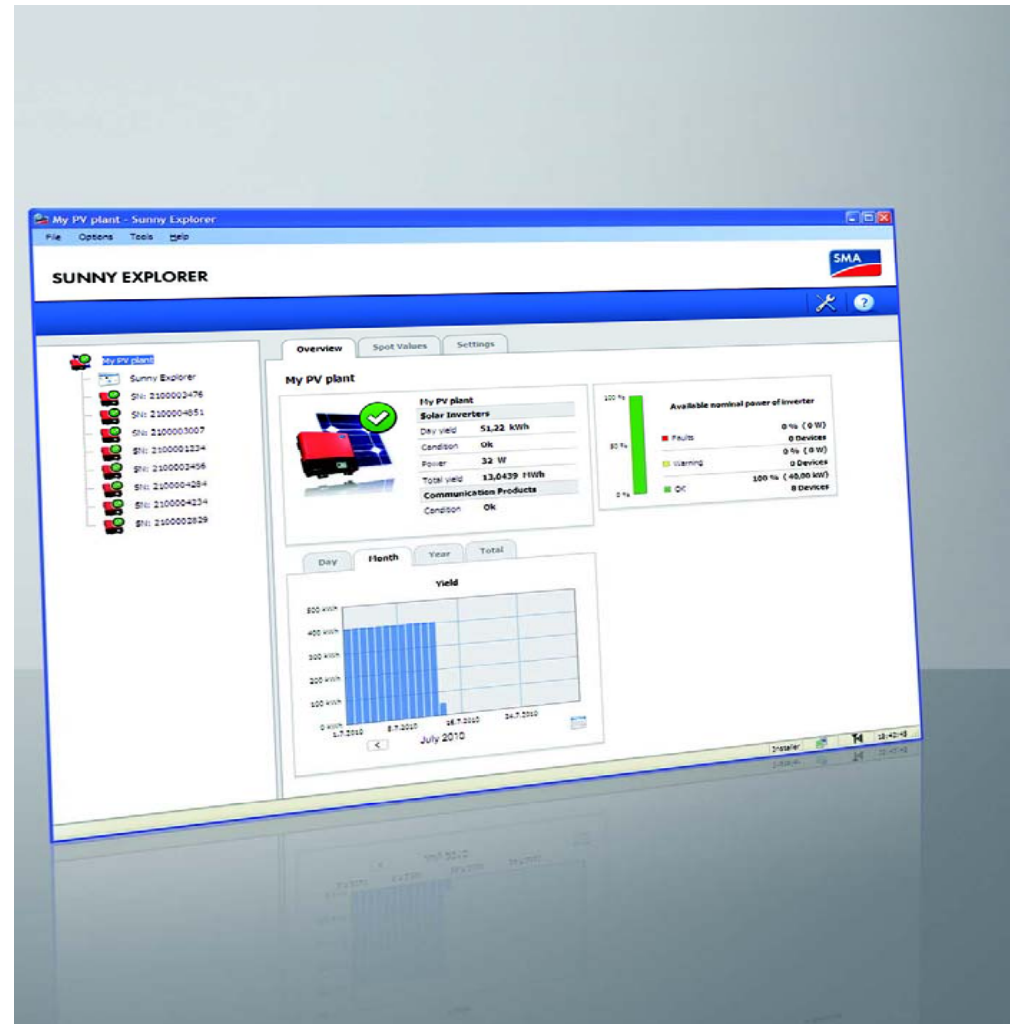 My PV plant - Sunny Explorer
File Options Tools Help
SMA
SUNNY EXPLORER
?
My PV plant
Sunny Explorer
SN: 2100003007
SN: 2100001234
SN: 2100004284
SN: 2100004234
SN: 2100002829
Overview Spot Values Settings
My PV plant
My PV plant
Solar Inverters
Day yield 51,22 kWh
Condition Ok
Power 32 W
Total yield 13,0439 MWh
Communication Products
Condition Ok
100 %
50 %
0 %
Available nominal power of inverter
0 % ( 0 W)
Faults 0 Devices
0 % ( 0 W)
Warning 0 Devices
100 % ( 40,00 kW)
OK 8 Devices
Day Month Year Total
Yield
500 kWh
400 kWh
300 kWh
200 kWh
100 kWh
0 kWh
1.7.2010 8.7.2010 16.7.2010 24.7.2010
< July 2010
Installer